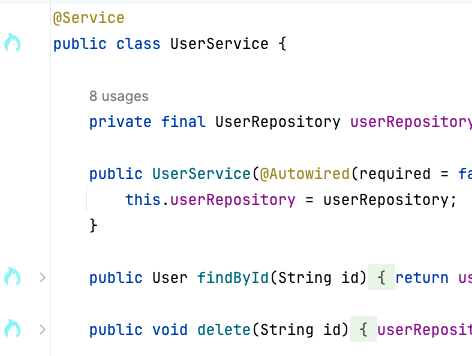 @Service
public class UserService {
8 usages
private final UserRepository userRepository
public UserService(@Autowired(required = fa
this.userRepository = userRepository;
}
public User findById(String id) { return us
public void delete(String id) { userReposit